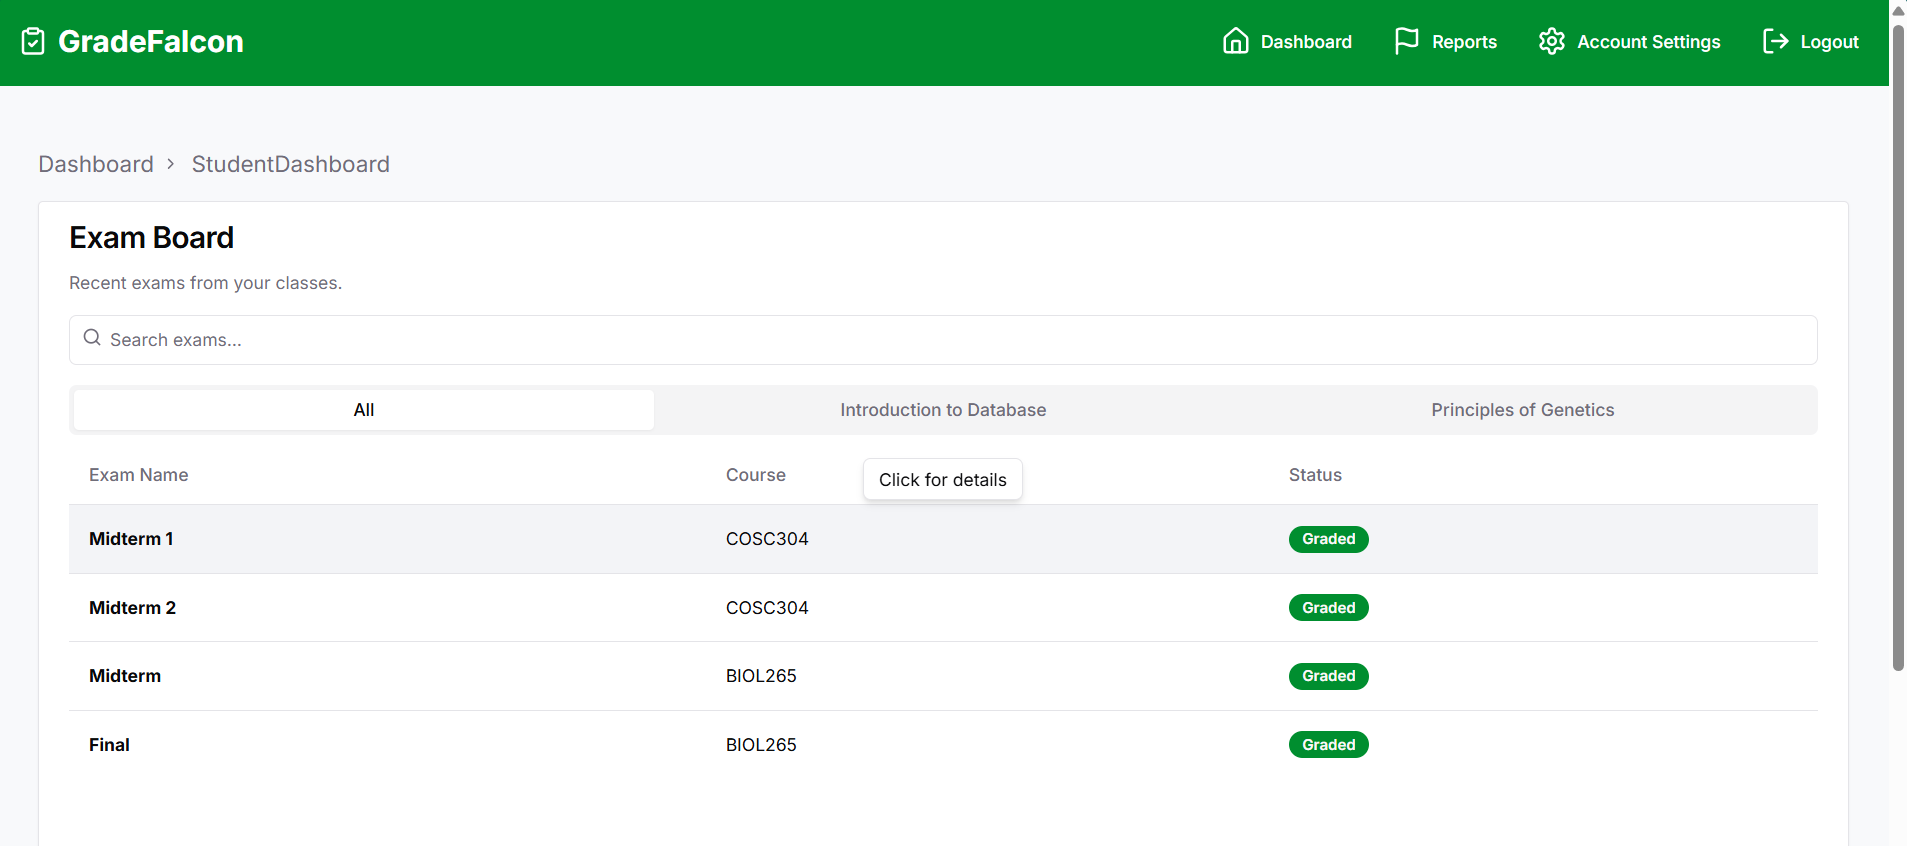 GradeFalcon Dashboard Reports Account Settings Logout
Dashboard > StudentDashboard
Exam Board
Recent exams from your classes.
Search exams...
All Introduction to Database Principles of Genetics
Exam Name Course Click for details Status
Midterm 1 COSC304 Graded
Midterm 2 COSC304 Graded
Midterm BIOL265 Graded
Final BIOL265 Graded